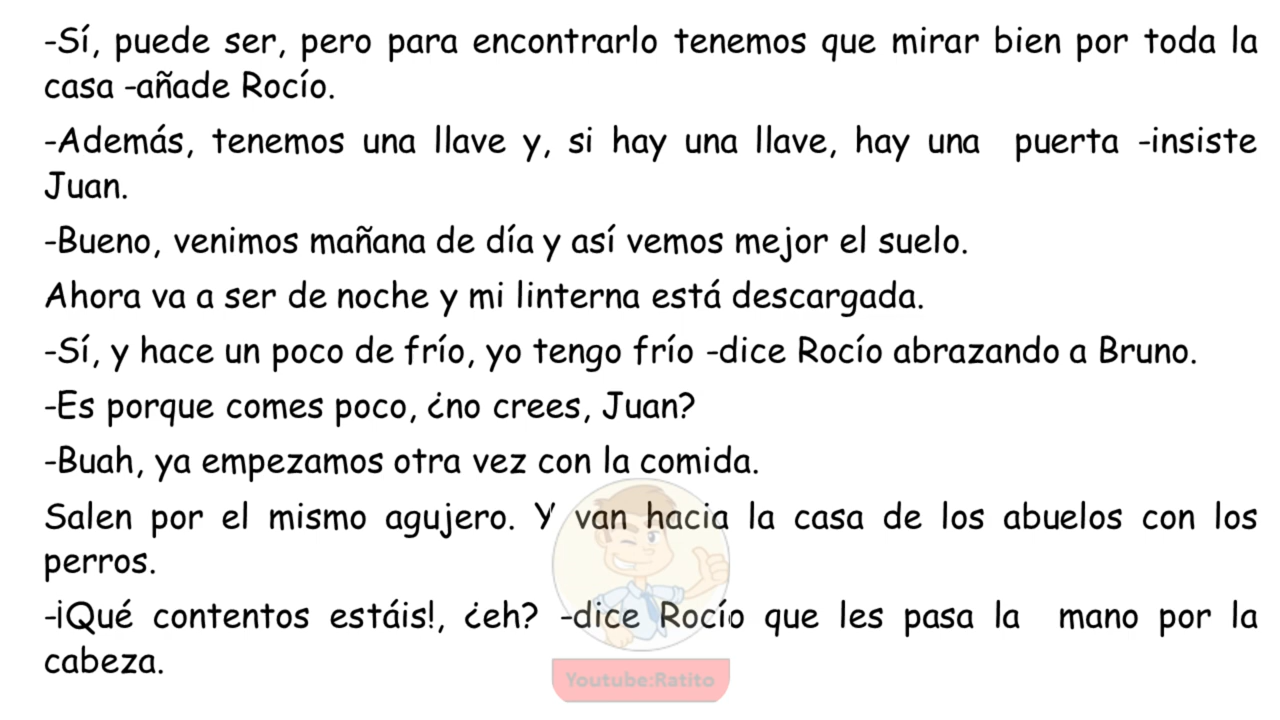 -Sí, puede ser, pero para encontrarlo tenemos que mirar bien por toda la
casa -añade Rocío.
-Además, tenemos una llave y, si hay una llave, hay una puerta -insiste
Juan.
-Bueno, venimos mañana de día y así vemos mejor el suelo.
Ahora va a ser de noche y mi linterna está descargada.
-Sí, y hace un poco de frío, yo tengo frío -dice Rocío abrazando a Bruno.
-Es porque comes poco, ¿no crees, Juan?
-Buah, ya empezamos otra vez con la comida.
Salen por el mismo agujero. Y van hacia la casa de los abuelos con los
perros.
-¡Qué contentos estáis!, ¿eh? -dice Rocío que les pasa la mano por la
cabeza.
Youtube:Ratito